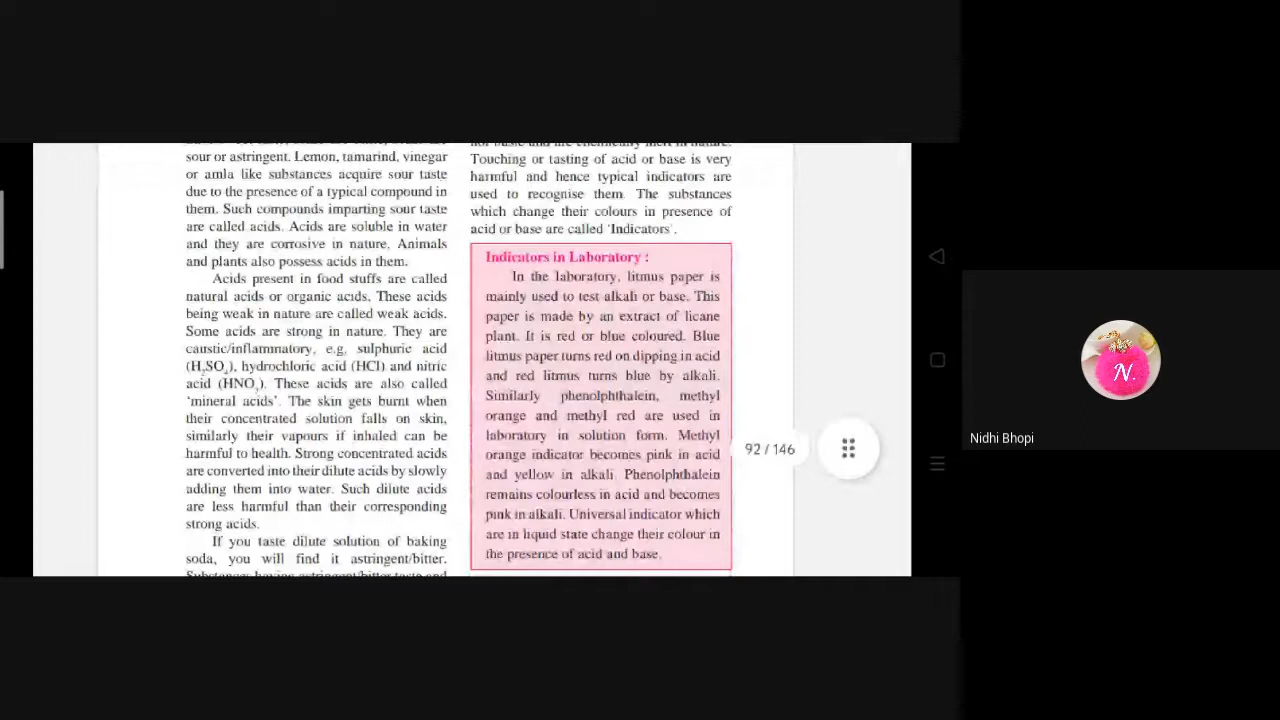 sour or astringent. Lemon, tamarind, vinegar
or amla like substances acquire sour taste
due to the presence of a typical compound in
them. Such compounds imparting sour taste
are called acids. Acids are soluble in water
and they are corrosive in nature. Animals
and plants also possess acids in them.
Acids present in food stuffs are called
natural acids or organic acids. These acids
being weak in nature are called weak acids.
Some acids are strong in nature. They are
caustic/inflammatory, e.g, sulphuric acid
(H₂SO₄), hydrochloric acid (HCl) and nitric
acid (HNO₃). These acids are also called
‘mineral acids’. The skin gets burnt when
their concentrated solution falls on skin,
similarly their vapours if inhaled can be
harmful to health. Strong concentrated acids
are converted into their dilute acids by slowly
adding them into water. Such dilute acids
are less harmful than their corresponding
strong acids.
If you taste dilute solution of baking
soda, you will find it astringent/bitter.
Substances having astringent/bitter taste and
not basic and are chemically inert in nature.
Touching or tasting of acid or base is very
harmful and hence typical indicators are
used to recognise them. The substances
which change their colours in presence of
acid or base are called ‘Indicators’.
Indicators in Laboratory :
In the laboratory, litmus paper is
mainly used to test alkali or base. This
paper is made by an extract of licane
plant. It is red or blue coloured. Blue
litmus paper turns red on dipping in acid
and red litmus turns blue by alkali.
Similarly phenolphthalein, methyl
orange and methyl red are used in
laboratory in solution form. Methyl
orange indicator becomes pink in acid
and yellow in alkali. Phenolphthalein
remains colourless in acid and becomes
pink in alkali. Universal indicator which
are in liquid state change their colour in
the presence of acid and base.
92 / 146
N.
Nidhi Bhopi